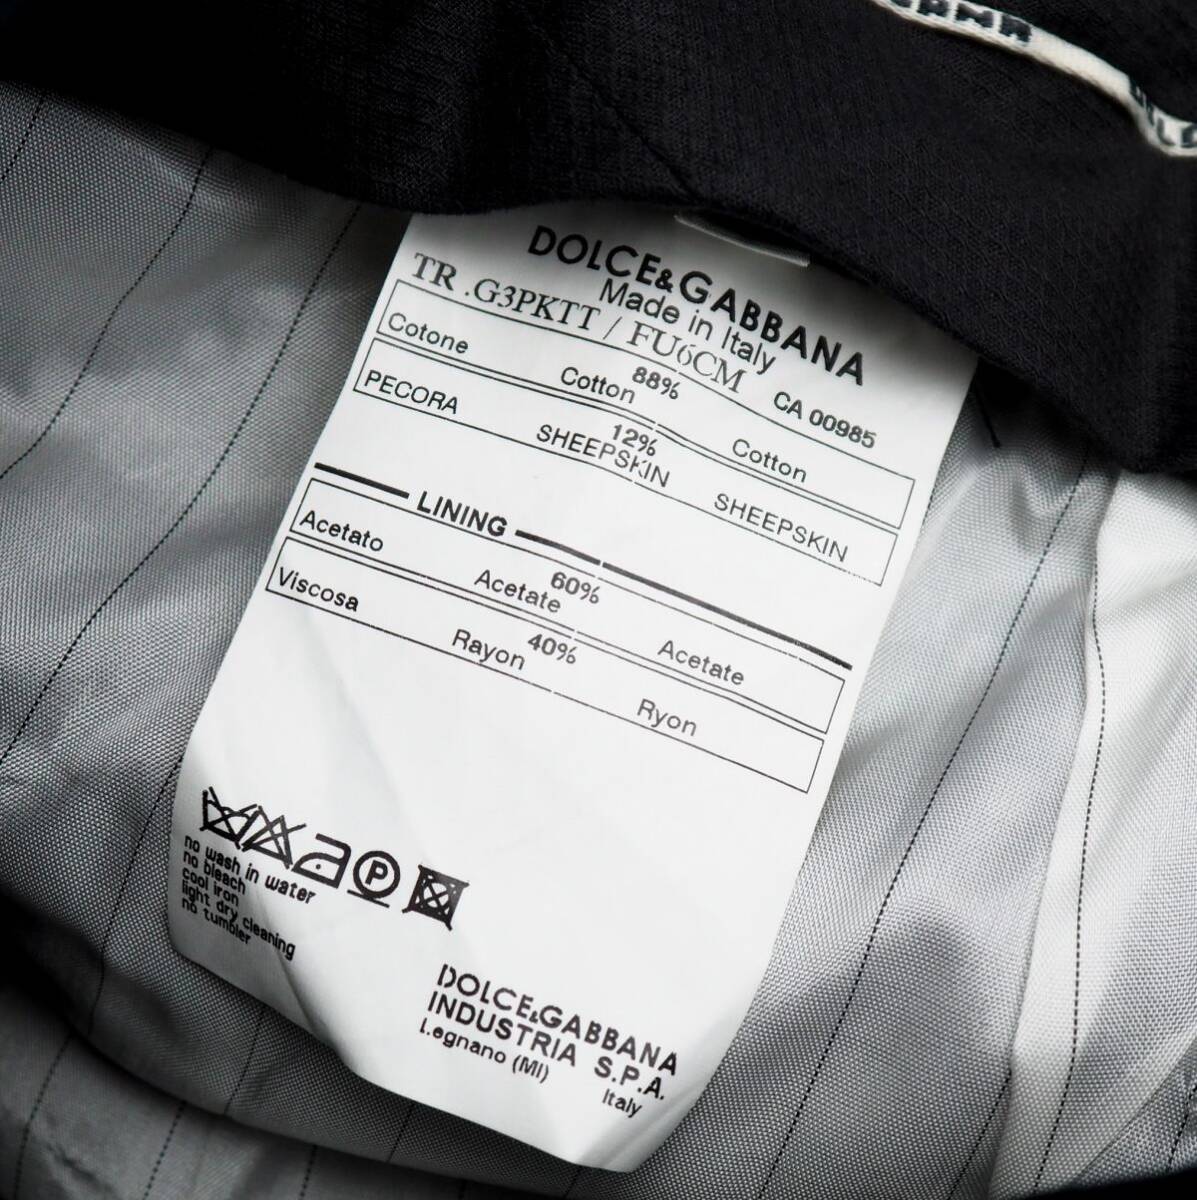 DOLCE&GABBANA
Made in Italy
TR .G3PKTT / FU6CM CA 00985
Cotone 88%
Cotton Cotton
PECORA 12%
SHEEPSKIN SHEEPSKIN
LINING
Acetato 60%
Acetate Acetate
Viscosa 40%
Rayon Ryon
P
no wash in water
no bleach
cool iron
light dry cleaning
no tumbler
DOLCE&GABBANA
INDUSTRIA S.P.A.
Legnano (MI)
Italy